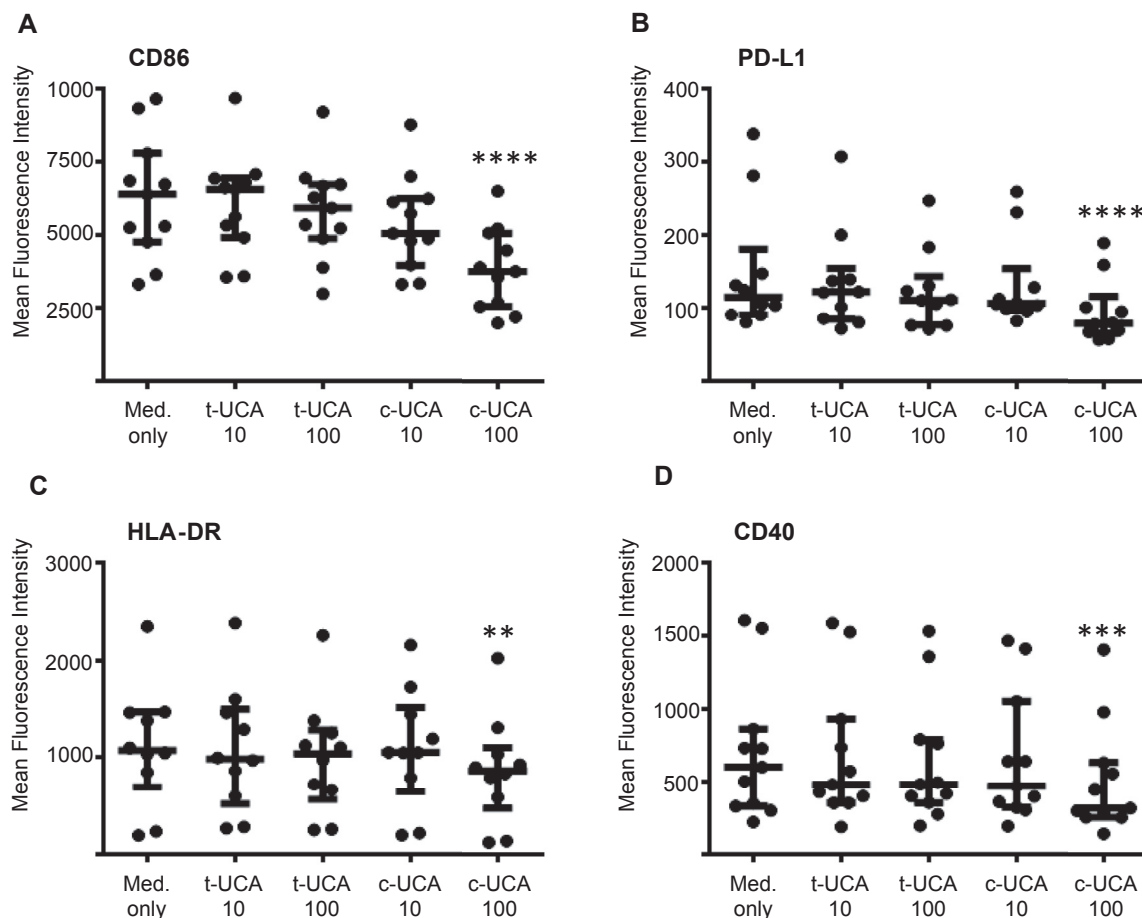 A
CD86
Mean Fluorescence Intensity
1000
7500
5000
2500
****
Med. only
t-UCA 10
t-UCA 100
c-UCA 10
c-UCA 100
B
PD-L1
Mean Fluorescence Intensity
400
300
200
100
****
Med. only
t-UCA 10
t-UCA 100
c-UCA 10
c-UCA 100
C
HLA-DR
Mean Fluorescence Intensity
3000
2000
1000
**
Med. only
t-UCA 10
t-UCA 100
c-UCA 10
c-UCA 100
D
CD40
Mean Fluorescence Intensity
2000
1500
1000
500
***
Med. only
t-UCA 10
t-UCA 100
c-UCA 10
c-UCA 100